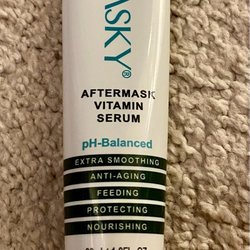 ASKY®
AFTERMASK
VITAMIN
SERUM
pH-Balanced
EXTRA SMOOTHING
ANTI-AGING
FEEDING
PROTECTING
NOURISHING